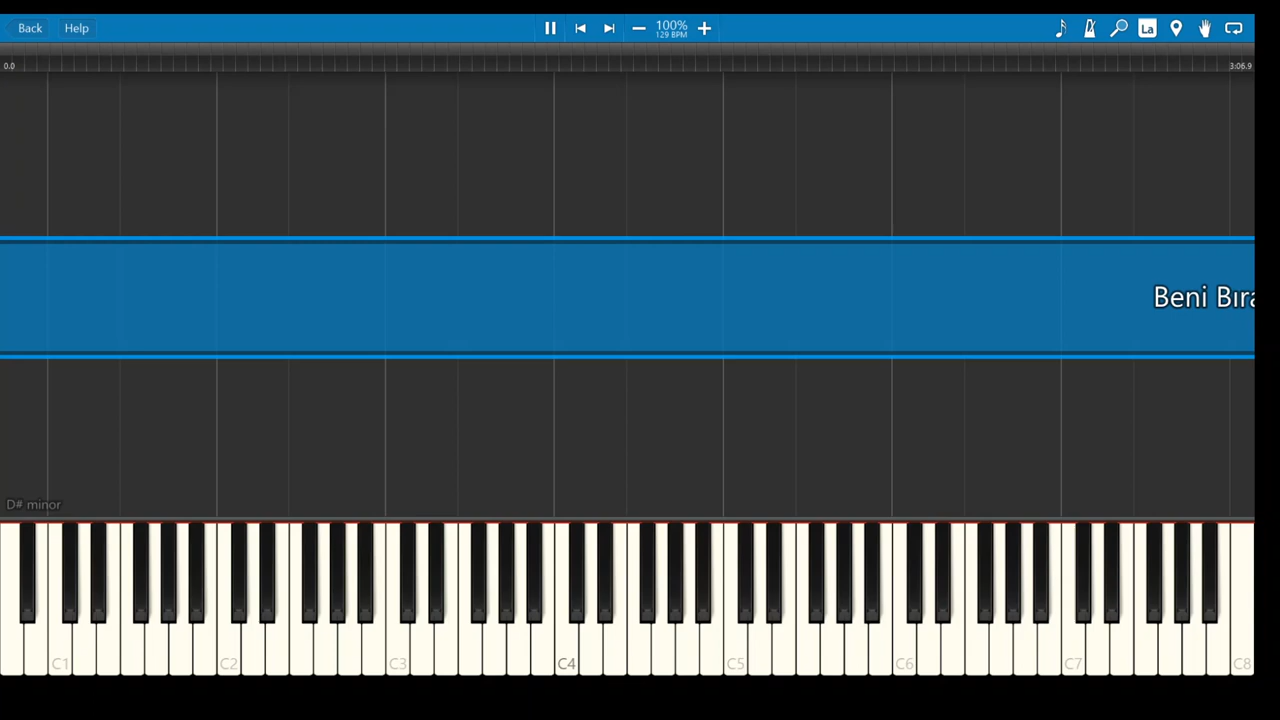 Back Help 100% La
129 BPM
0.0 3:06.9
Beni
D# minor
C1 C2 C3 C4 C5 C6 C7 C8